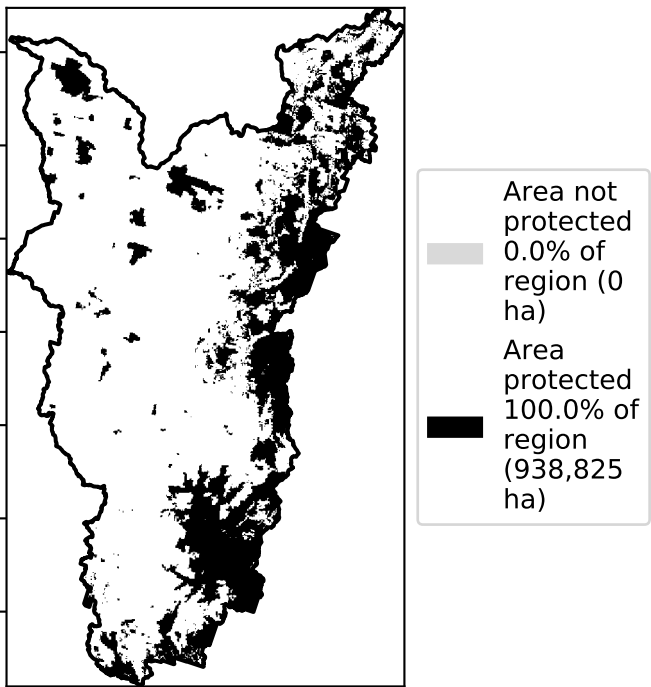 Area not
protected
0.0% of
region (0
ha)
Area
protected
100.0% of
region
(938,825
ha)